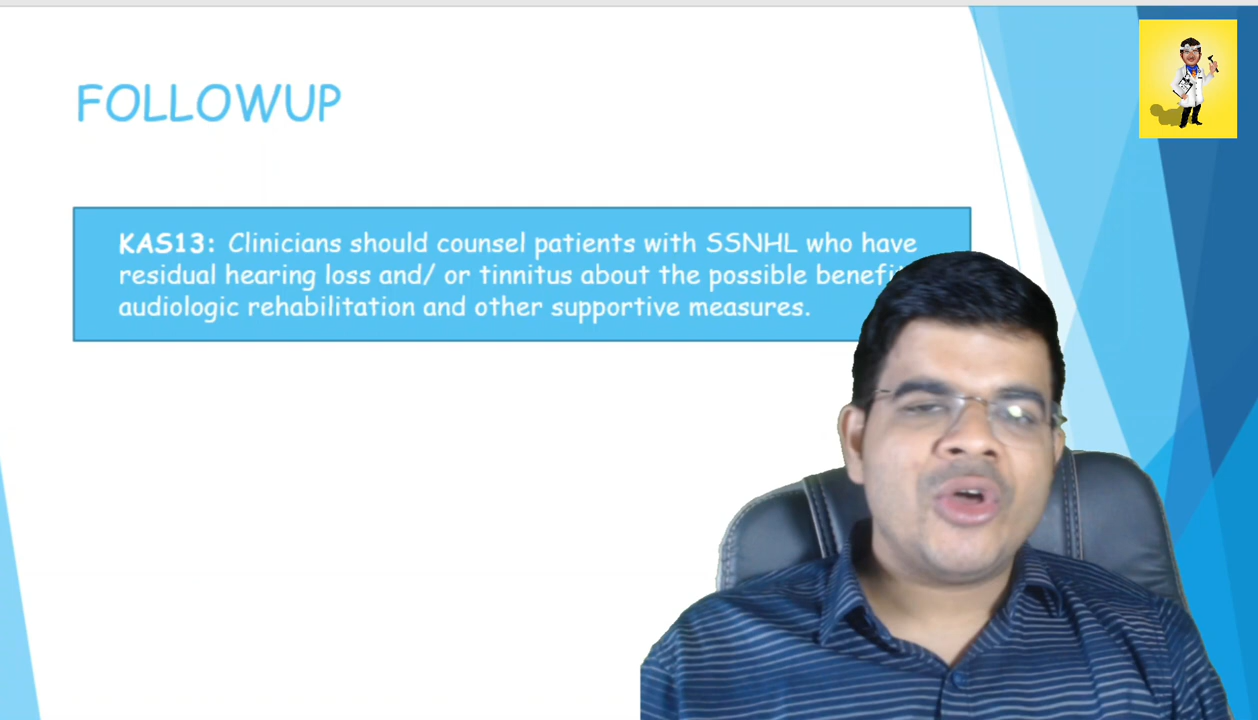 FOLLOWUP
KAS13: Clinicians should counsel patients with SSNHL who have
residual hearing loss and/ or tinnitus about the possible
audiologic rehabilitation and other supportive measures.